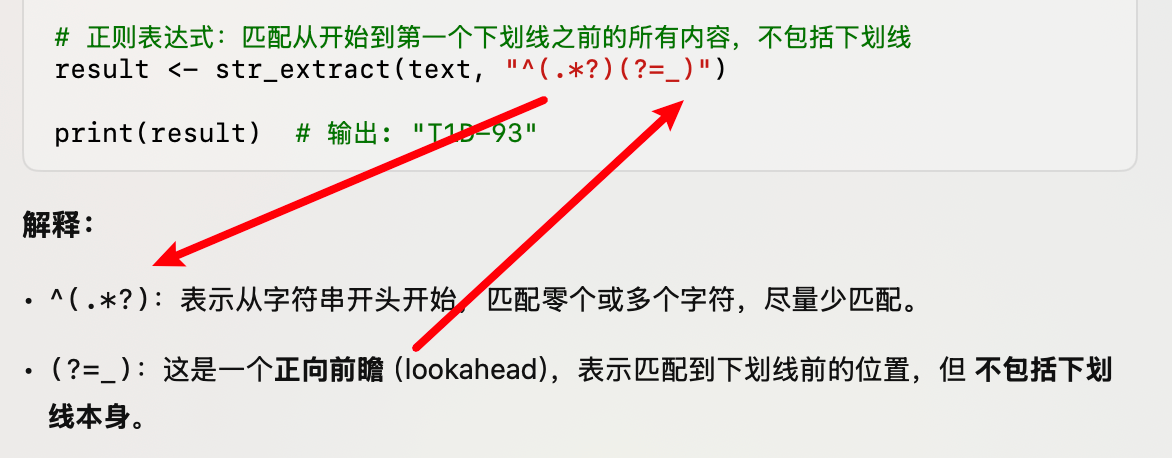 # 正则表达式：匹配从开始到第一个下划线之前的所有内容，不包括下划线
result <- str_extract(text, "^(.*?)(?=_)")
print(result)  # 输出: "T1D-93"
解释：
• ^(.*?)：表示从字符串开头开始，匹配零个或多个字符，尽量少匹配。
• (?=_)：这是一个正向前瞻 (lookahead)，表示匹配到下划线前的位置，但 不包括下划
线本身。